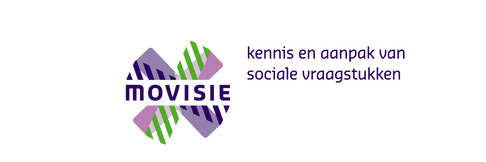 MOVISIE
kennis en aanpak van
sociale vraagstukken